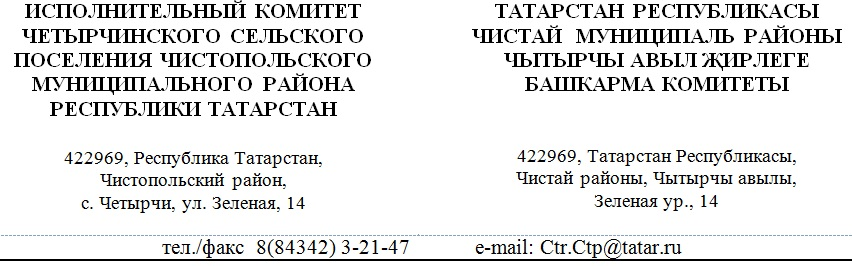 ИСПОЛНИТЕЛЬНЫЙ КОМИТЕТ
ЧЕТЫРЧИНСКОГО СЕЛЬСКОГО
ПОСЕЛЕНИЯ ЧИСТОПОЛЬСКОГО
МУНИЦИПАЛЬНОГО РАЙОНА
РЕСПУБЛИКИ ТАТАРСТАН
422969, Республика Татарстан,
Чистопольский район,
с. Четырчи, ул. Зеленая, 14
ТАТАРСТАН РЕСПУБЛИКАСЫ
ЧИСТАЙ МУНИЦИПАЛЬ РАЙОНЫ
ЧЫТЫРЧЫ АВЫЛ ҖИРЛЕГЕ
БАШКАРМА КОМИТЕТЫ
422969, Татарстан Республикасы,
Чистай районы, Чытырчы авылы,
Зеленая ур., 14
тел./факс 8(84342) 3-21-47 e-mail: Ctr.Ctp@tatar.ru